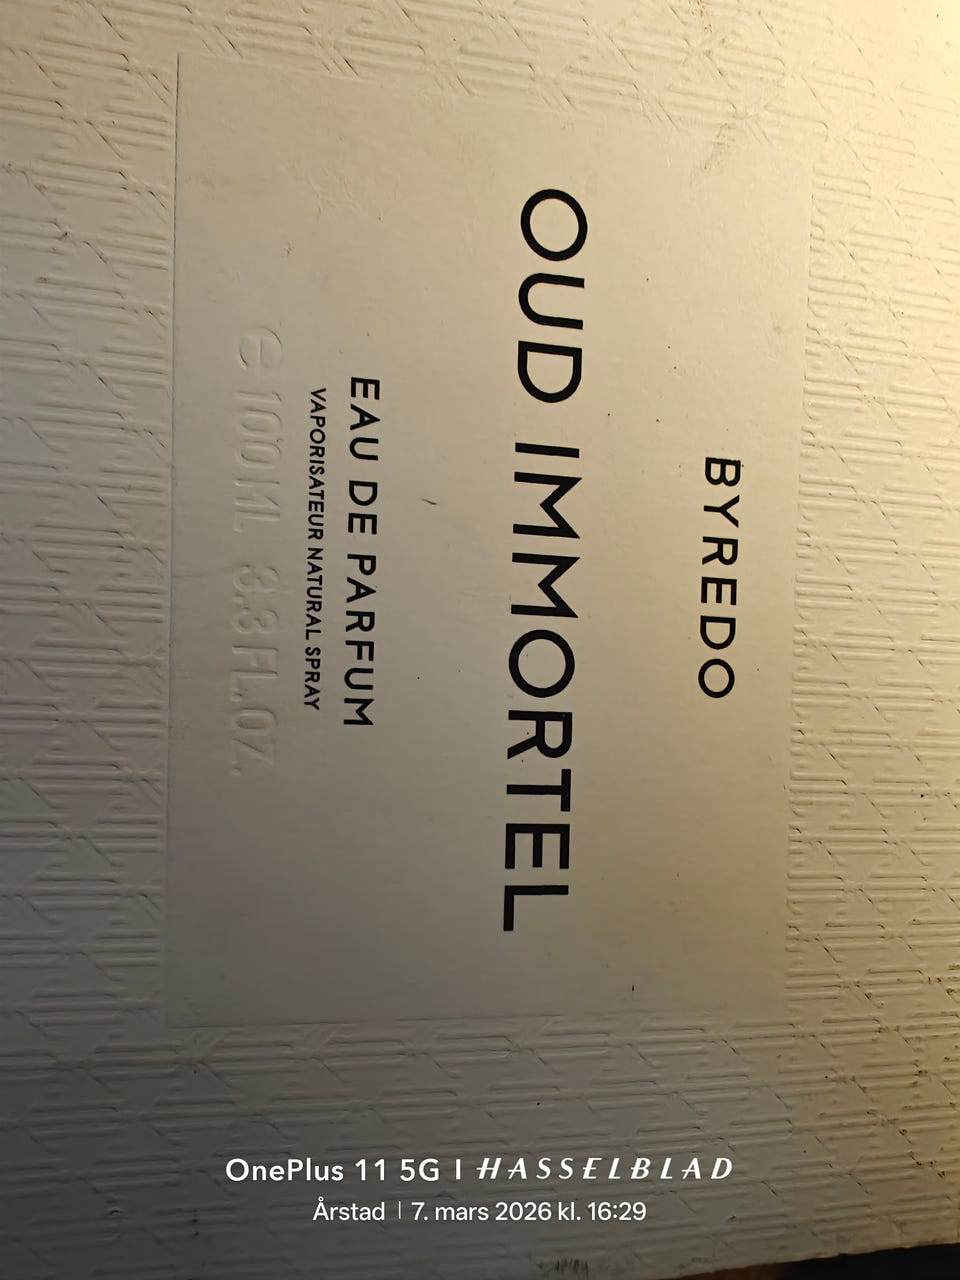 BYREDO
OUD IMMORTEL
EAU DE PARFUM
VAPORISATEUR NATURAL SPRAY
e 100 ML 3.3 FL.OZ.
OnePlus 11 5G | HASSELBLAD
Årstad | 7. mars 2026 kl. 16:29